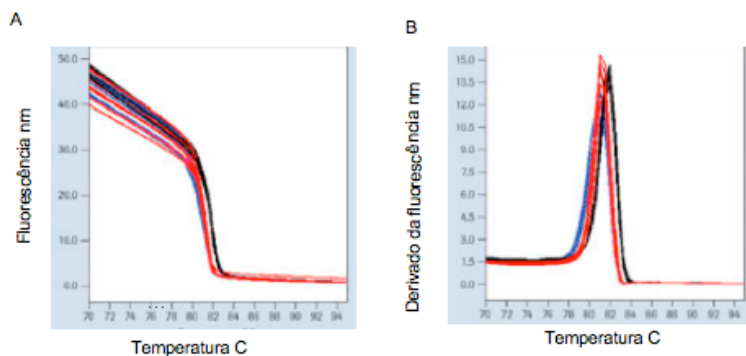 A
B
Fluorescência nm
50.0
40.0
30.0
20.0
10.0
0.0
70 72 74 76 78 80 82 84 86 88 90 92 94
Temperatura C
Derivado da fluorescência nm
15.0
13.5
12.0
10.5
9.0
7.5
6.0
4.5
3.0
1.5
0.0
70 72 74 76 78 80 82 84 86 88 90 92 94
Temperatura C